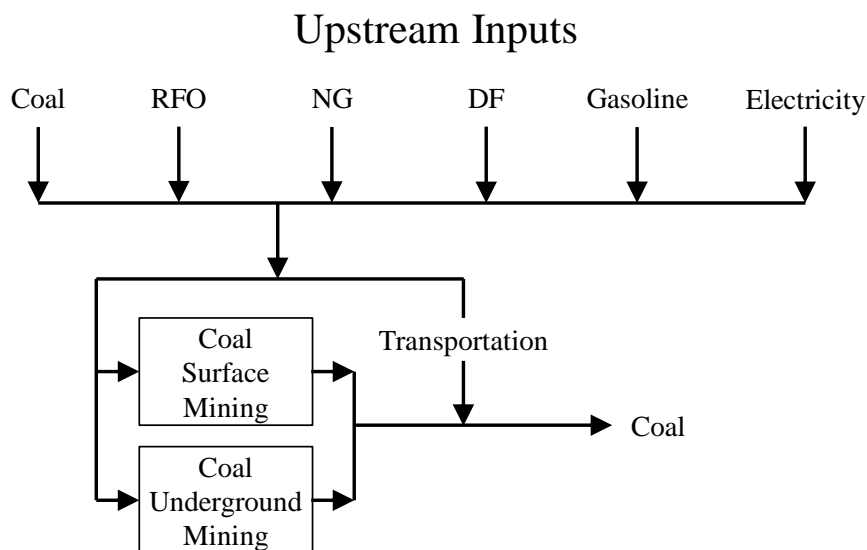 Upstream Inputs
Coal RFO NG DF Gasoline Electricity
Coal
Surface
Mining
Transportation
Coal
Coal
Underground
Mining